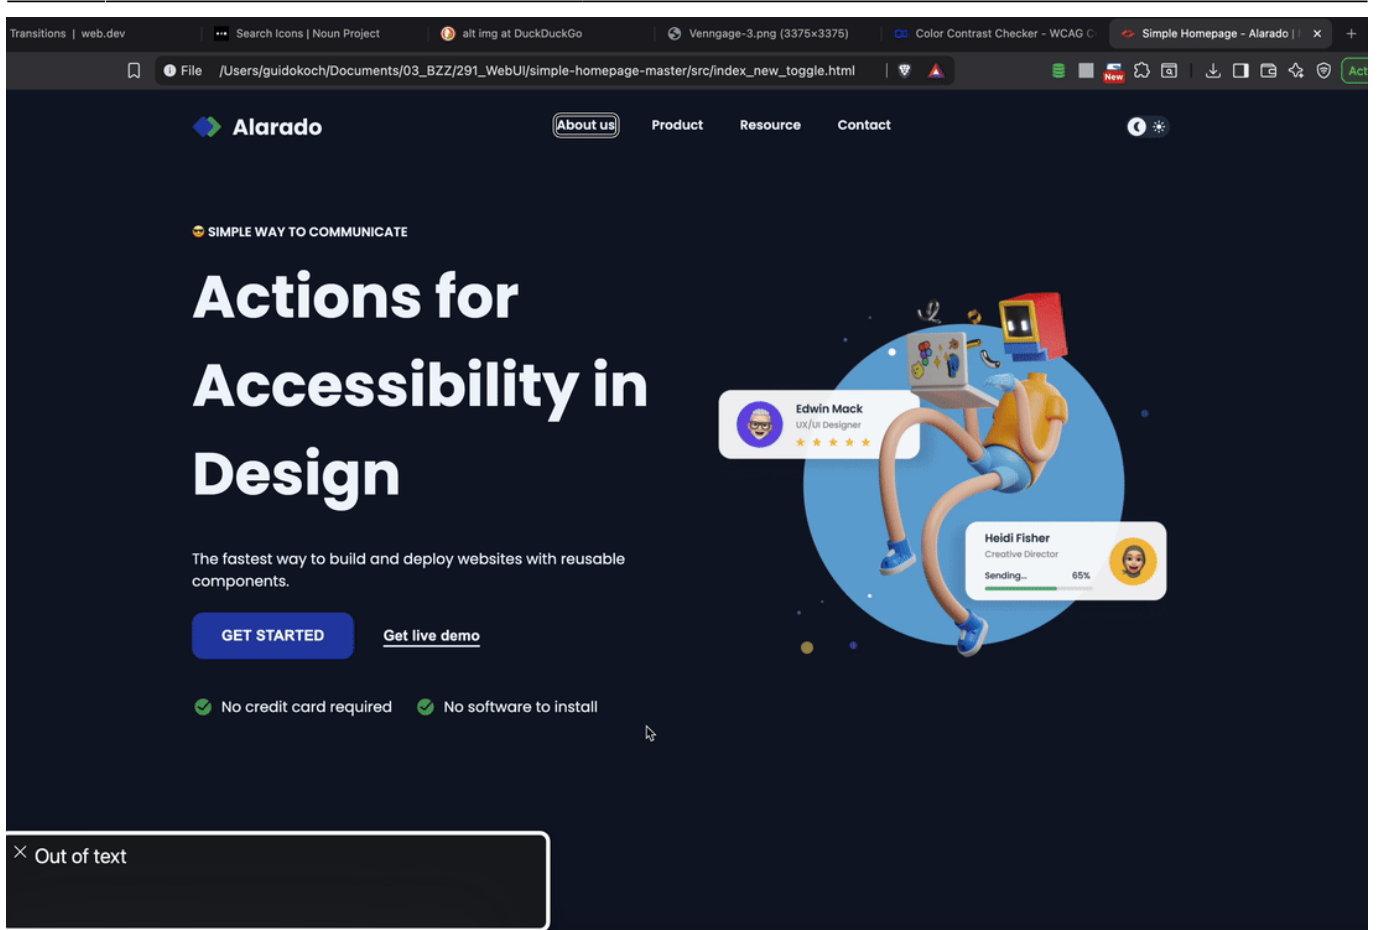 Transitions | web.dev
Search Icons | Noun Project
alt img at DuckDuckGo
Venngage-3.png (3375×3375)
Color Contrast Checker - WCAG C
Simple Homepage - Alarado |
File /Users/guidokoch/Documents/03_BZZ/291_WebUI/simple-homepage-master/src/index_new_toggle.html
New
Act
Alarado
About us
Product
Resource
Contact
SIMPLE WAY TO COMMUNICATE
Actions for
Accessibility in
Design
The fastest way to build and deploy websites with reusable
components.
GET STARTED
Get live demo
No credit card required
No software to install
Edwin Mack
UX/UI Designer
Heidi Fisher
Creative Director
Sending... 65%
Out of text